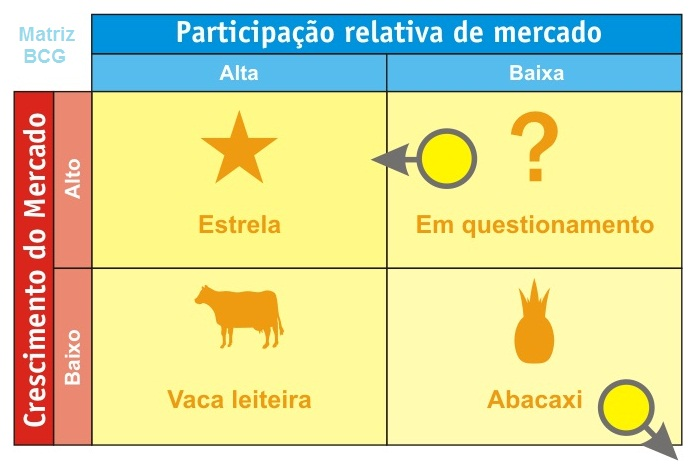 Matriz
BCG
Participação relativa de mercado
Alta
Baixa
Crescimento do Mercado
Alto
Baixo
?
Estrela
Em questionamento
Vaca leiteira
Abacaxi